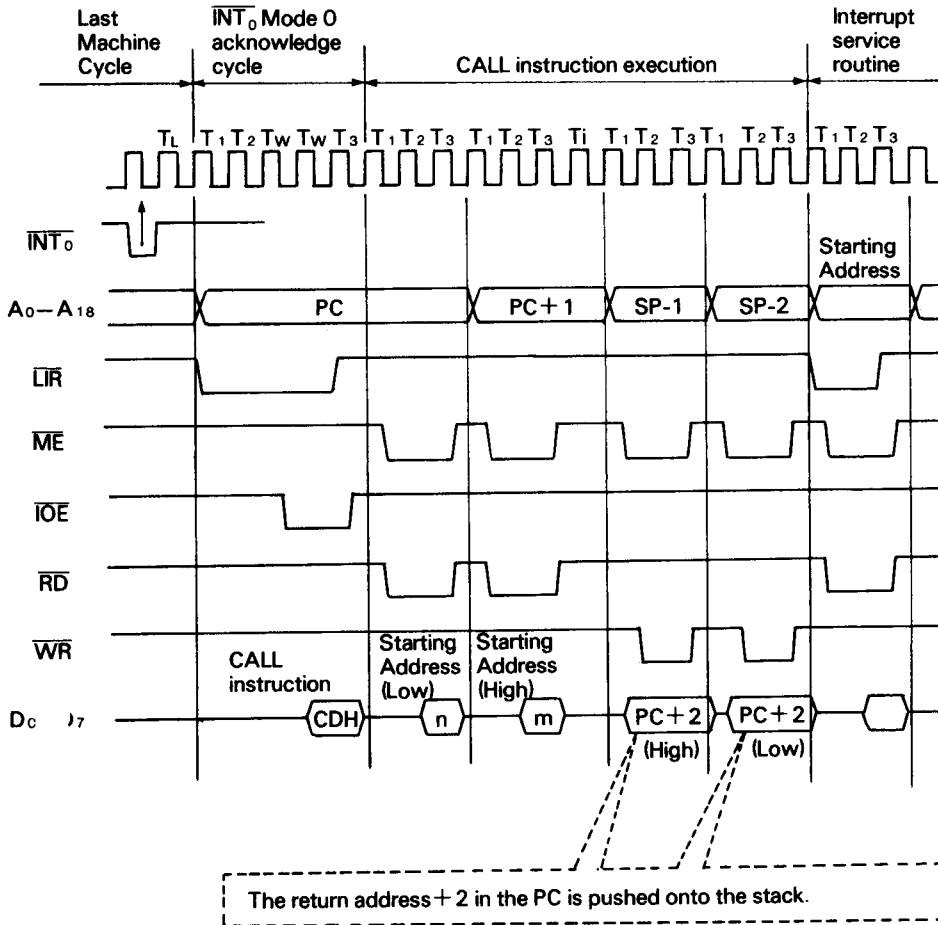 Last Machine Cycle
INT0 Mode 0 acknowledge cycle
CALL instruction execution
Interrupt service routine
TL T1 T2 TW TW T3 T1 T2 T3 T1 T2 T3 Ti T1 T2 T3 T1 T2 T3 T1 T2 T3
INT0
Starting Address
A0–A18 PC PC+1 SP-1 SP-2
LIR
ME
IOE
RD
WR
CALL instruction
Starting Address (Low)
Starting Address (High)
DC )7 CDH n m PC+2 PC+2
(High) (Low)
The return address+2 in the PC is pushed onto the stack.